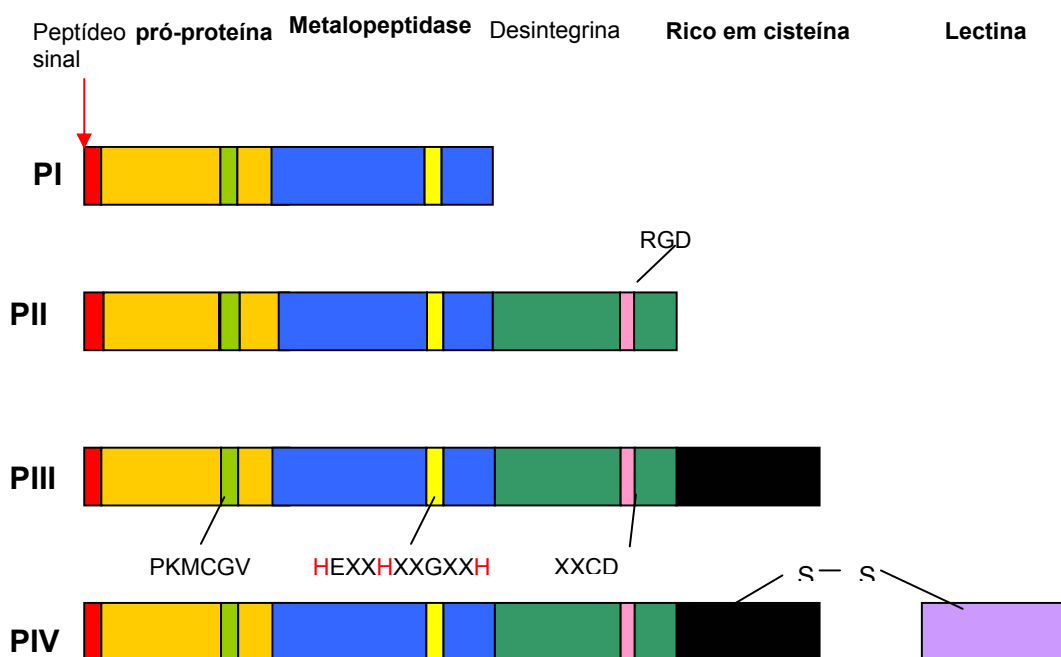 Peptídeo sinal
pró-proteína
Metalopeptidase
Desintegrina
Rico em cisteína
Lectina
PI
RGD
PII
PIII
PKMCGV
HEXXHXXGXXH
XXCD
S S
PIV